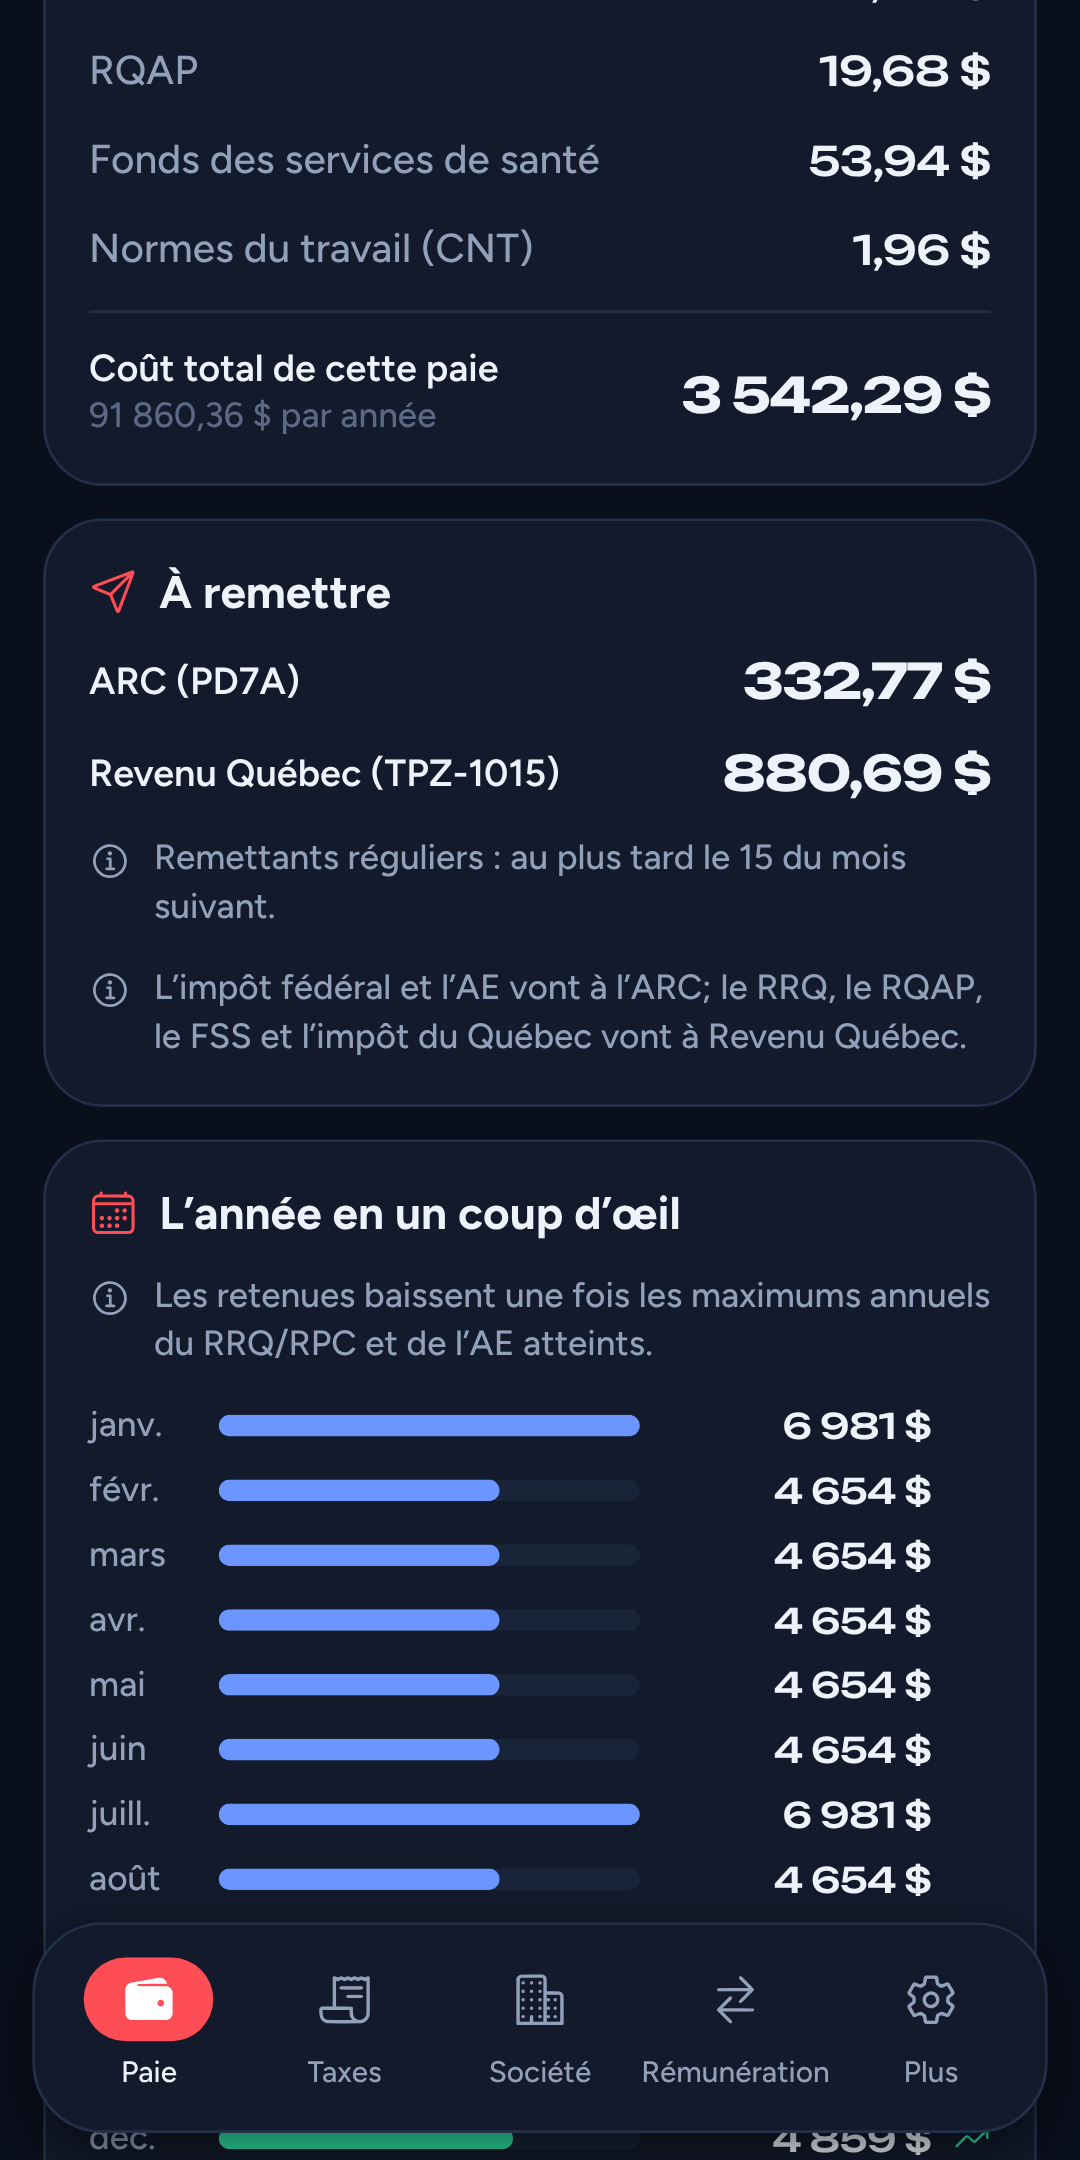 RQAP 19,68 $
Fonds des services de santé 53,94 $
Normes du travail (CNT) 1,96 $
Coût total de cette paie 3 542,29 $
91 860,36 $ par année
À remettre
ARC (PD7A) 332,77 $
Revenu Québec (TPZ-1015) 880,69 $
Remettants réguliers : au plus tard le 15 du mois
suivant.
L’impôt fédéral et l’AE vont à l’ARC; le RRQ, le RQAP,
le FSS et l’impôt du Québec vont à Revenu Québec.
L’année en un coup d’œil
Les retenues baissent une fois les maximums annuels
du RRQ/RPC et de l’AE atteints.
janv. 6 981 $
févr. 4 654 $
mars 4 654 $
avr. 4 654 $
mai 4 654 $
juin 4 654 $
juill. 6 981 $
août 4 654 $
Paie Taxes Société Rémunération Plus
déc. 4 859 $